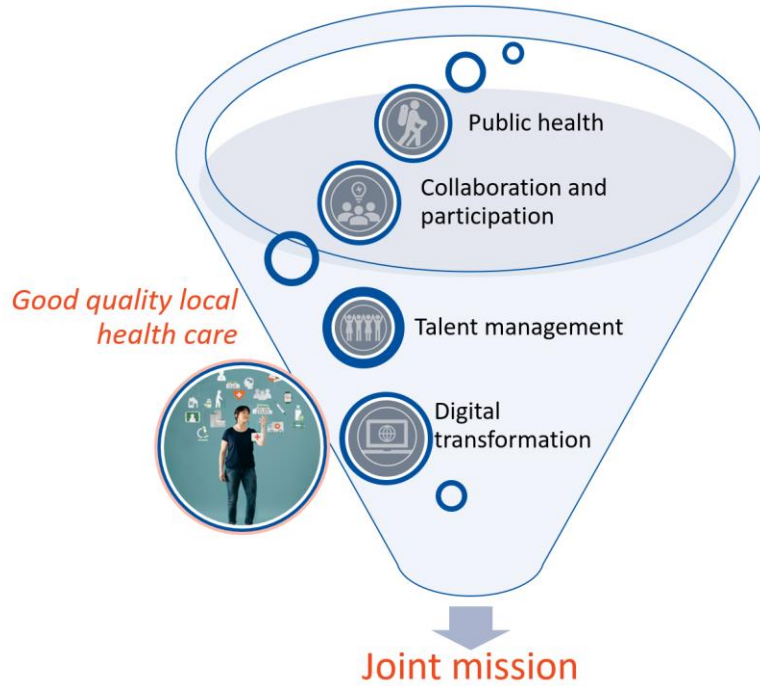 Public health
Collaboration and
participation
Good quality local
health care
Talent management
Digital
transformation
Joint mission